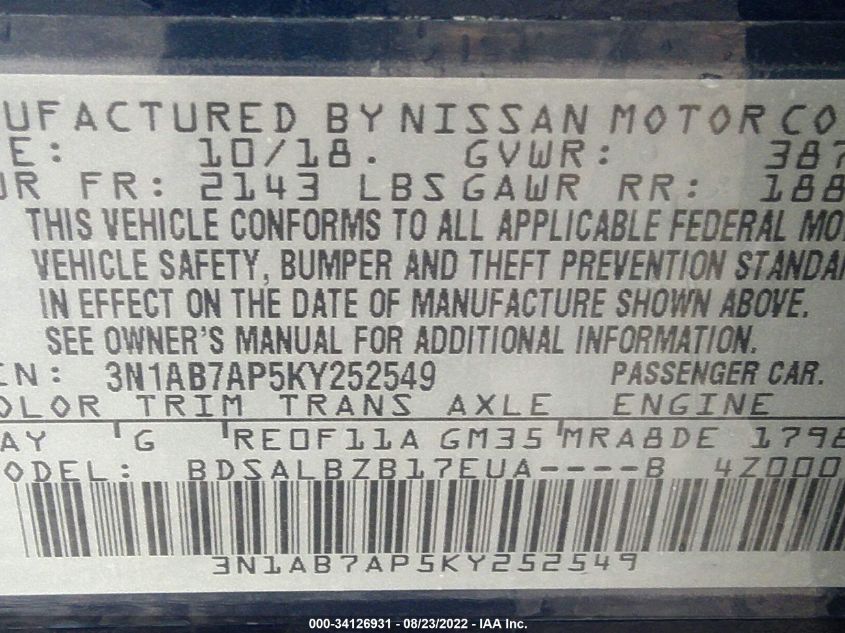 UFACTURED BY NISSAN MOTOR CO
E: 10/18. GVWR: 387
UR FR: 2143 LBS GAWR RR: 188
THIS VEHICLE CONFORMS TO ALL APPLICABLE FEDERAL MO
VEHICLE SAFETY, BUMPER AND THEFT PREVENTION STANDA
IN EFFECT ON THE DATE OF MANUFACTURE SHOWN ABOVE.
SEE OWNER'S MANUAL FOR ADDITIONAL INFORMATION.
IN: 3N1AB7AP5KY252549 PASSENGER CAR.
OLOR TRIM TRANS AXLE ENGINE
AY G RE0F11A GM35 MRA8DE 1798
ODEL: BDSALBZB17EUA----B 4Z000
3N1AB7AP5KY252549
000-34126931 - 08/23/2022 - IAA Inc.